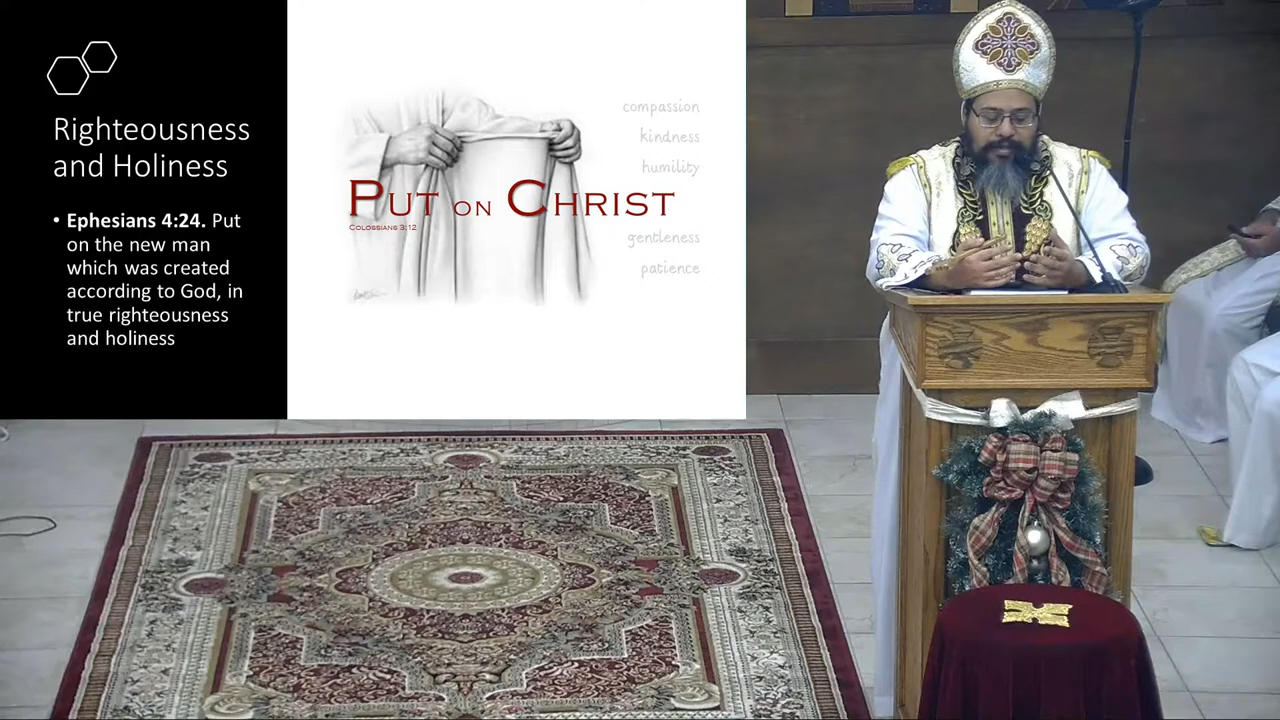 Righteousness
and Holiness
• Ephesians 4:24. Put
on the new man
which was created
according to God, in
true righteousness
and holiness
compassion
kindness
humility
PUT ON CHRIST
COLOSSIANS 3:12
gentleness
patience